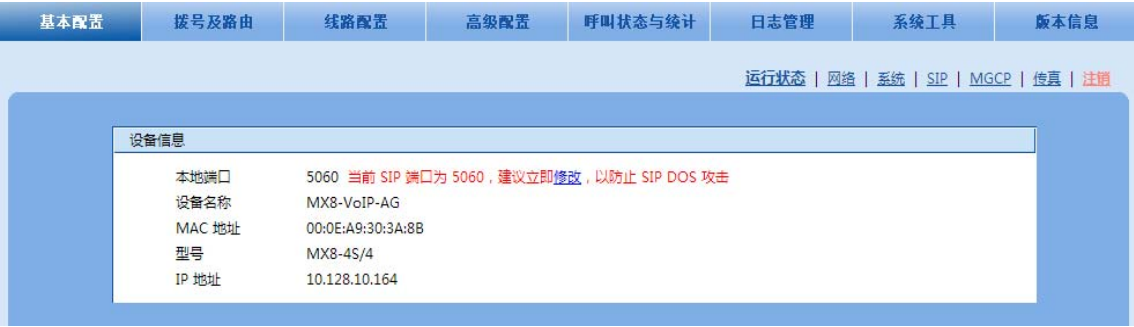 基本配置 拨号及路由 线路配置 高级配置 呼叫状态与统计 日志管理 系统工具 版本信息
运行状态 | 网络 | 系统 | SIP | MGCP | 传真 | 注销
设备信息
本地端口 5060 当前 SIP 端口为 5060，建议立即修改，以防止 SIP DOS 攻击
设备名称 MX8-VoIP-AG
MAC 地址 00:0E:A9:30:3A:8B
型号 MX8-4S/4
IP 地址 10.128.10.164